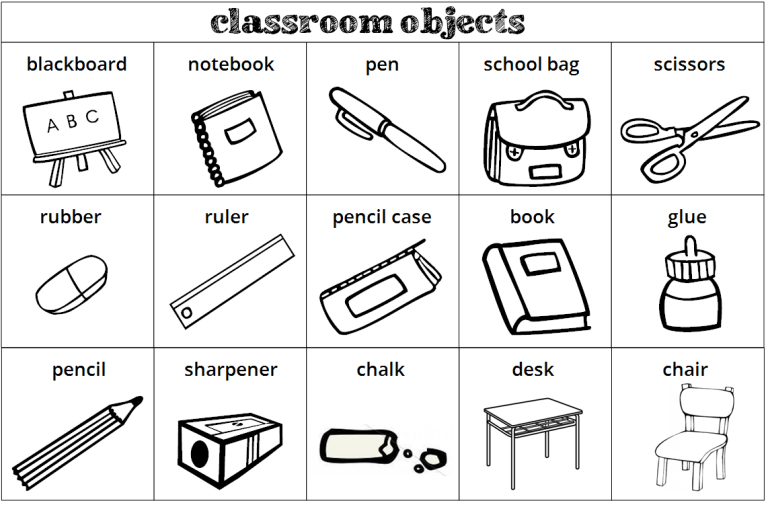 classroom objects
blackboard notebook pen school bag scissors
A B C
rubber ruler pencil case book glue
pencil sharpener chalk desk chair